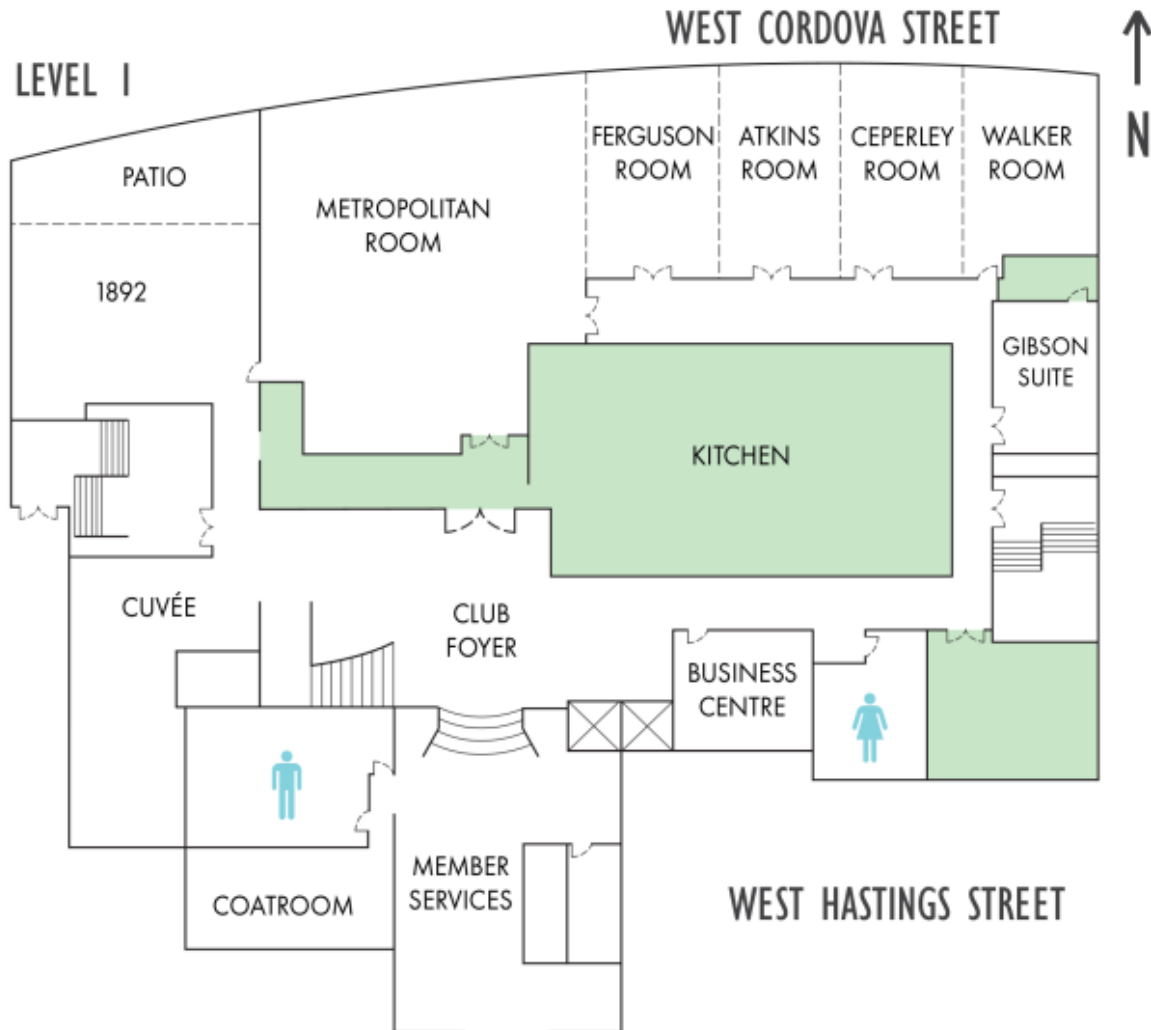 WEST CORDOVA STREET
LEVEL 1
N
PATIO
METROPOLITAN
ROOM
FERGUSON
ROOM
ATKINS
ROOM
CEPERLEY
ROOM
WALKER
ROOM
1892
GIBSON
SUITE
KITCHEN
CUVÉE
CLUB
FOYER
BUSINESS
CENTRE
MEMBER
SERVICES
COATROOM
WEST HASTINGS STREET